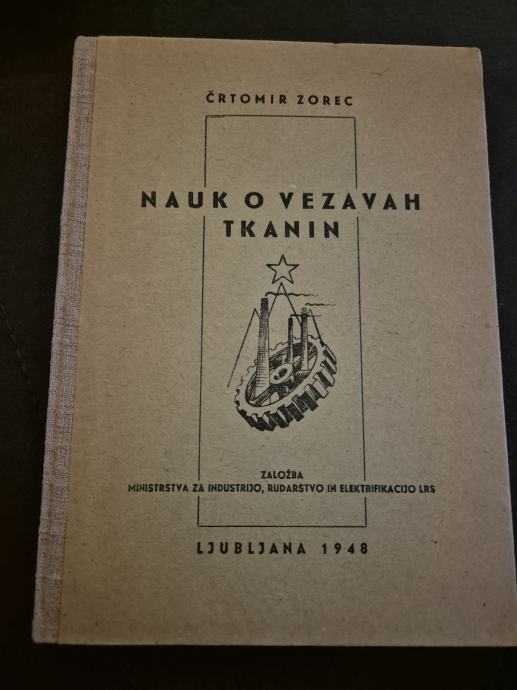 ČRTOMIR ZOREC
NAUK O VEZAVAH
TKANIN
ZALOŽBA
MINISTRSTVA ZA INDUSTRIJO, RUDARSTVO IN ELEKTRIFIKACIJO LRS
LJUBLJANA 1948